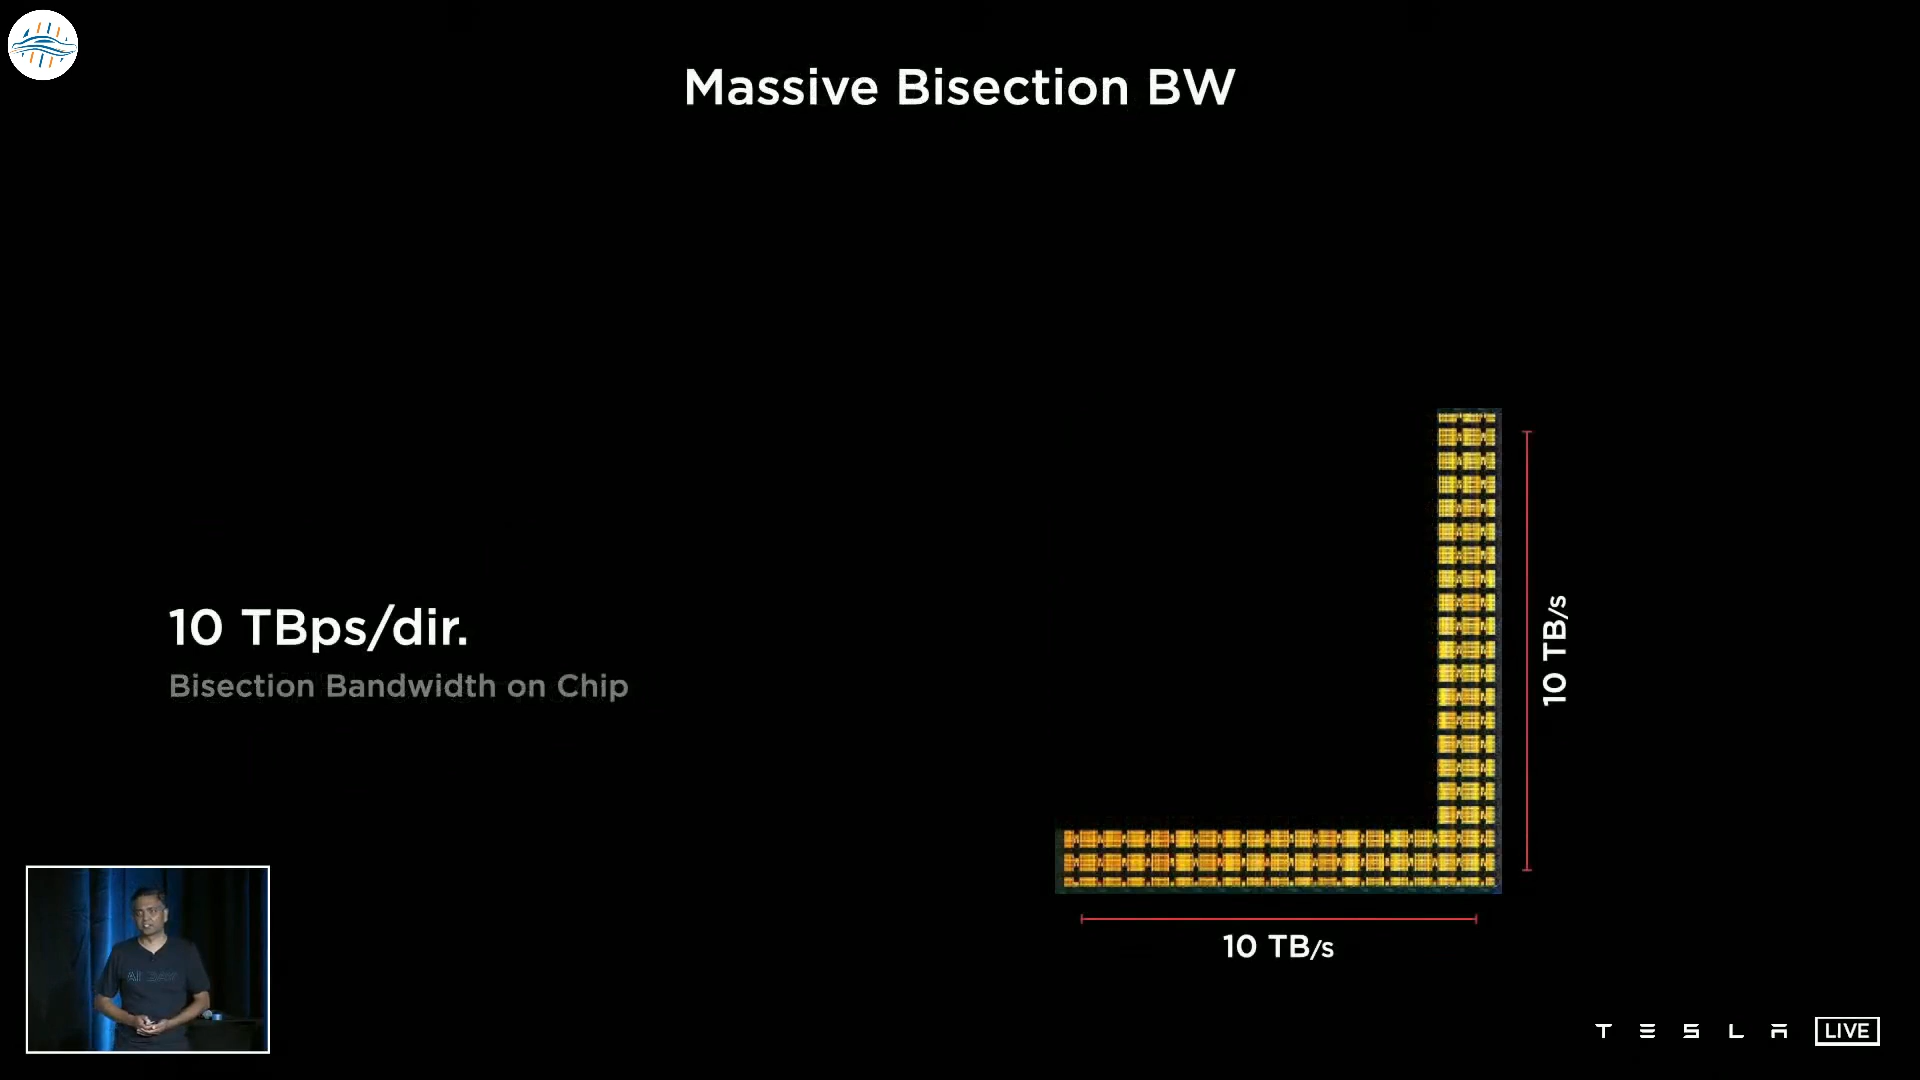 Massive Bisection BW
10 TBps/dir.
Bisection Bandwidth on Chip
10 TB/s
10 TB/s
TESLA LIVE